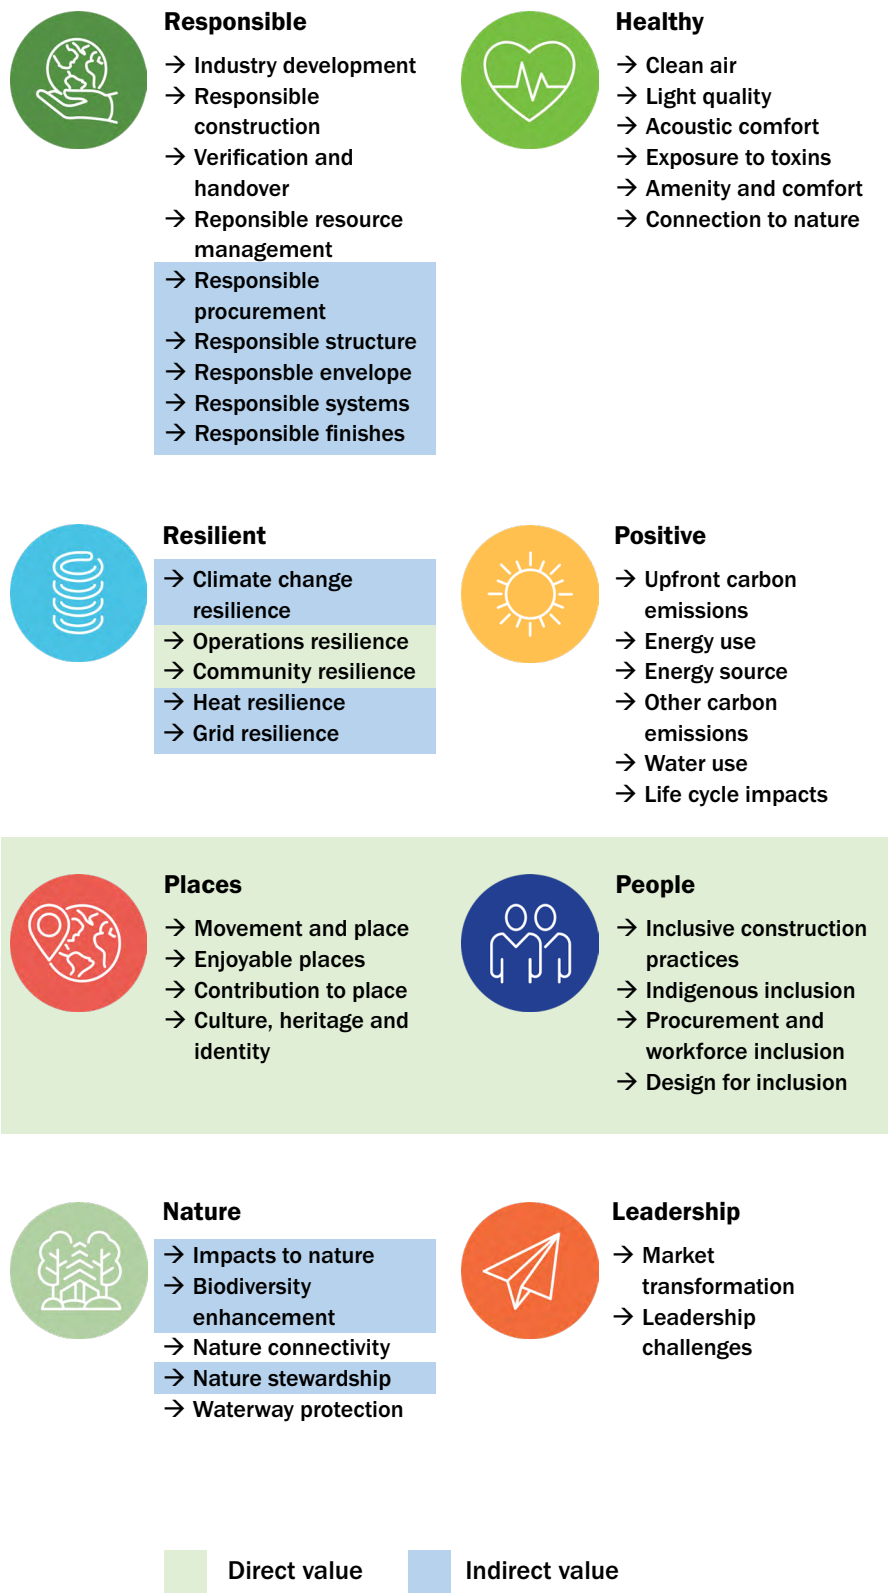 Responsible
→ Industry development
→ Responsible
construction
→ Verification and
handover
→ Reponsible resource
management
→ Responsible
procurement
→ Responsible structure
→ Responsble envelope
→ Responsible systems
→ Responsible finishes
Healthy
→ Clean air
→ Light quality
→ Acoustic comfort
→ Exposure to toxins
→ Amenity and comfort
→ Connection to nature
Resilient
→ Climate change
resilience
→ Operations resilience
→ Community resilience
→ Heat resilience
→ Grid resilience
Positive
→ Upfront carbon
emissions
→ Energy use
→ Energy source
→ Other carbon
emissions
→ Water use
→ Life cycle impacts
Places
→ Movement and place
→ Enjoyable places
→ Contribution to place
→ Culture, heritage and
identity
People
→ Inclusive construction
practices
→ Indigenous inclusion
→ Procurement and
workforce inclusion
→ Design for inclusion
Nature
→ Impacts to nature
→ Biodiversity
enhancement
→ Nature connectivity
→ Nature stewardship
→ Waterway protection
Leadership
→ Market
transformation
→ Leadership
challenges
Direct value
Indirect value